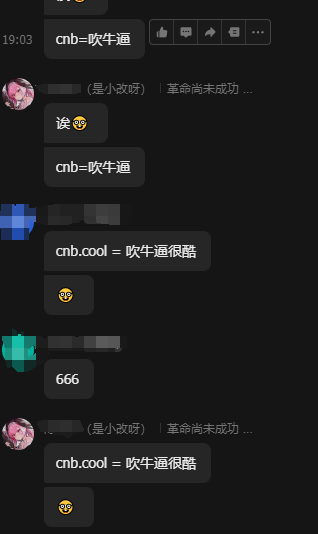 诶🤓
19:03
cnb=吹牛逼
(是小改呀) | 革命尚未成功 ...
诶🤓
cnb=吹牛逼
cnb.cool = 吹牛逼很酷
🤓
666
(是小改呀) | 革命尚未成功 ...
cnb.cool = 吹牛逼很酷
🤓